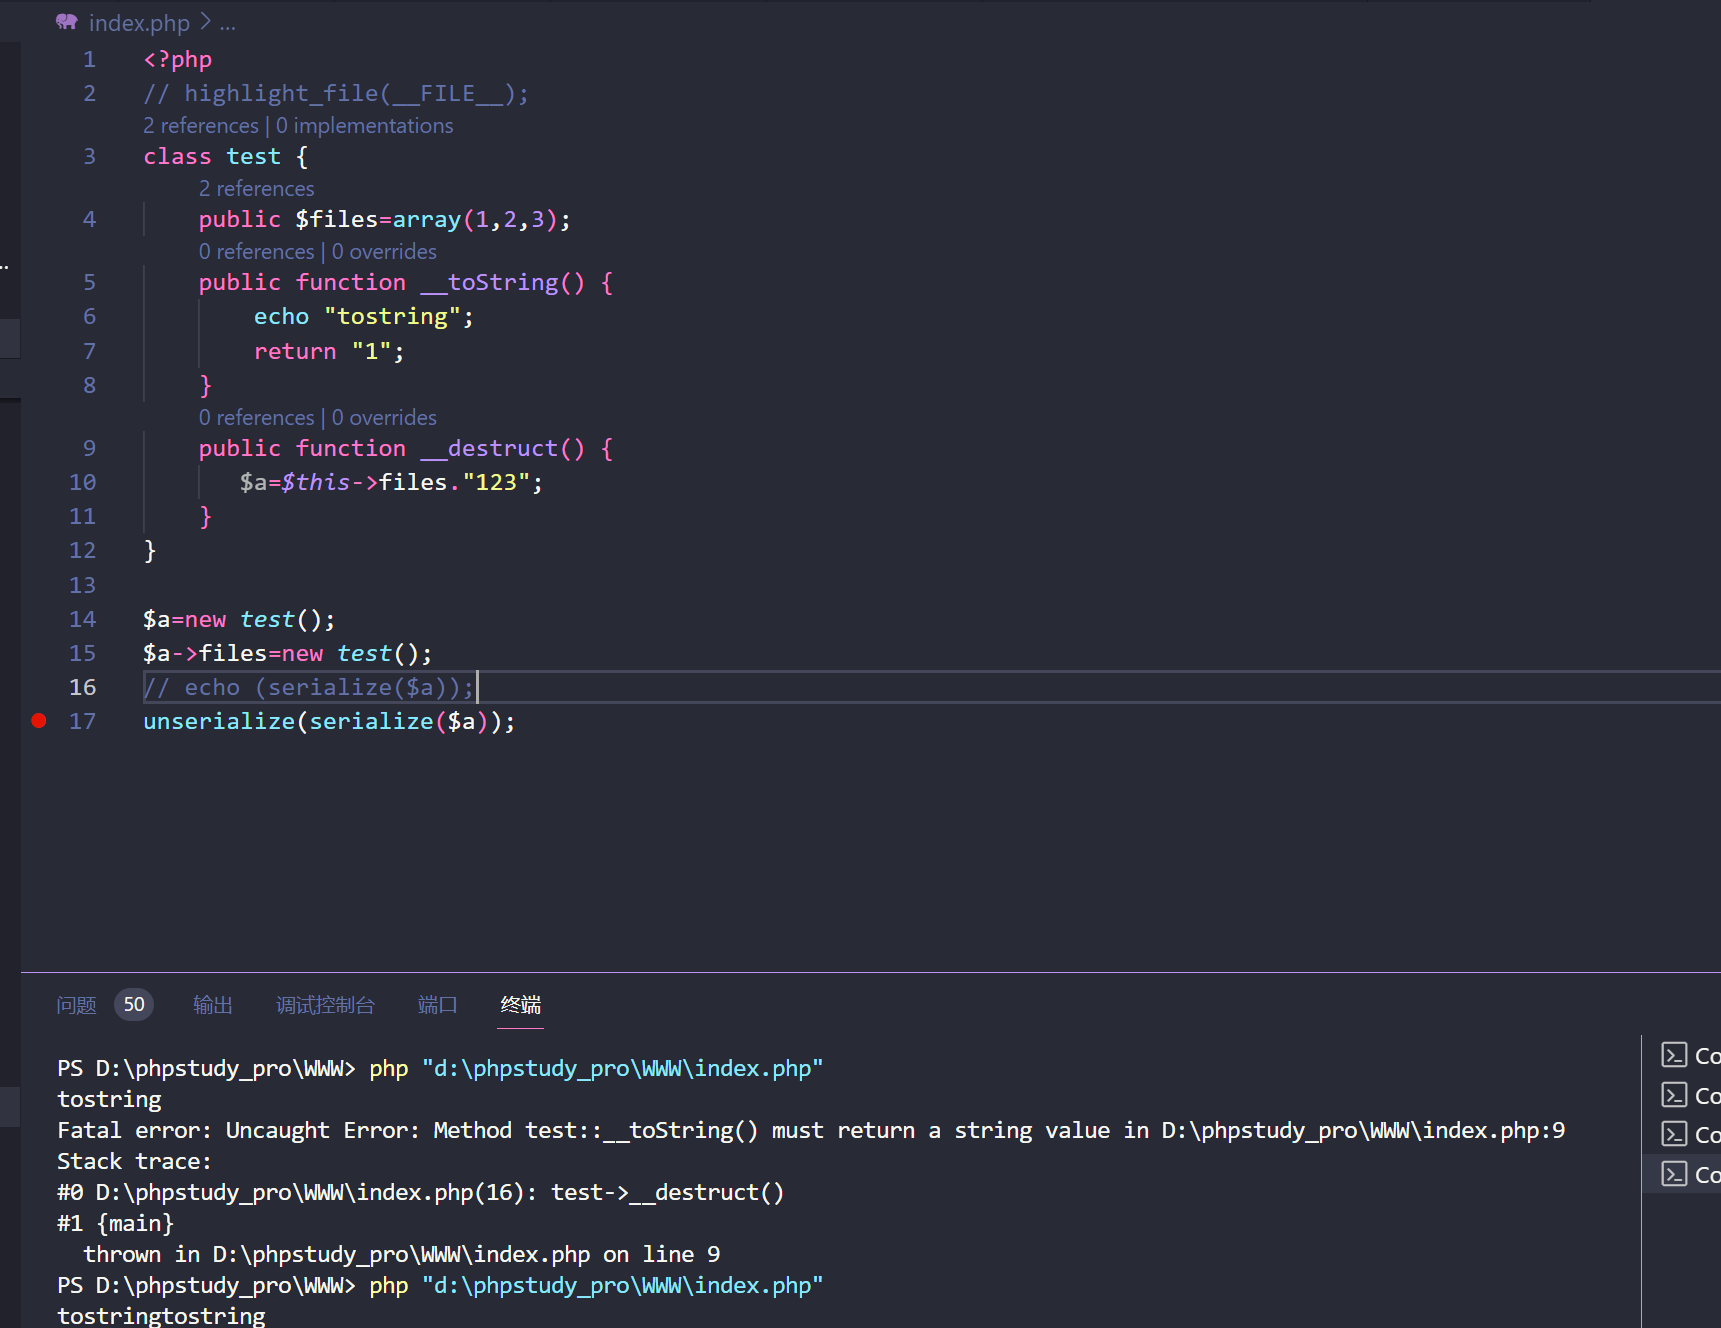 index.php > ...
1 <?php
2 // highlight_file(__FILE__);
2 references | 0 implementations
3 class test {
2 references
4 public $files=array(1,2,3);
0 references | 0 overrides
5 public function __toString() {
6 echo "tostring";
7 return "1";
8 }
0 references | 0 overrides
9 public function __destruct() {
10 $a=$this->files."123";
11 }
12 }
13
14 $a=new test();
15 $a->files=new test();
16 // echo (serialize($a));
17 unserialize(serialize($a));
问题 50 输出 调试控制台 端口 终端
PS D:\phpstudy_pro\WWW> php "d:\phpstudy_pro\WWW\index.php"
tostring
Fatal error: Uncaught Error: Method test::__toString() must return a string value in D:\phpstudy_pro\WWW\index.php:9
Stack trace:
#0 D:\phpstudy_pro\WWW\index.php(16): test->__destruct()
#1 {main}
thrown in D:\phpstudy_pro\WWW\index.php on line 9
PS D:\phpstudy_pro\WWW> php "d:\phpstudy_pro\WWW\index.php"
tostringtostring
Co
Co
Co
Co